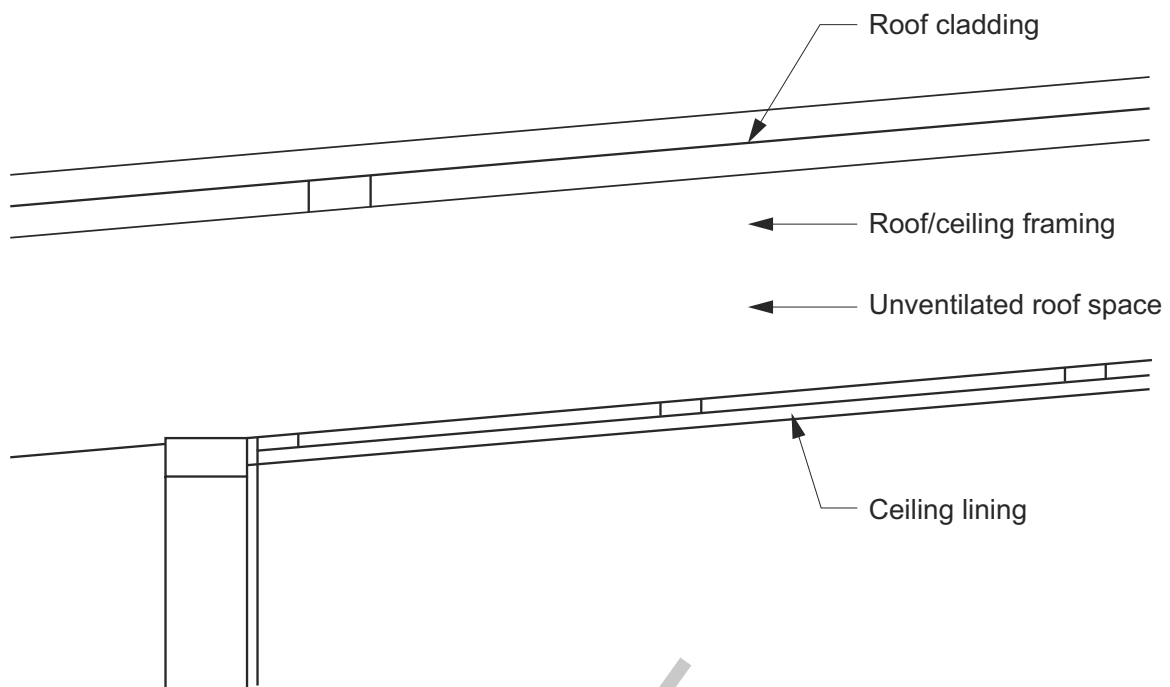 Roof cladding
Roof/ceiling framing
Unventilated roof space
Ceiling lining